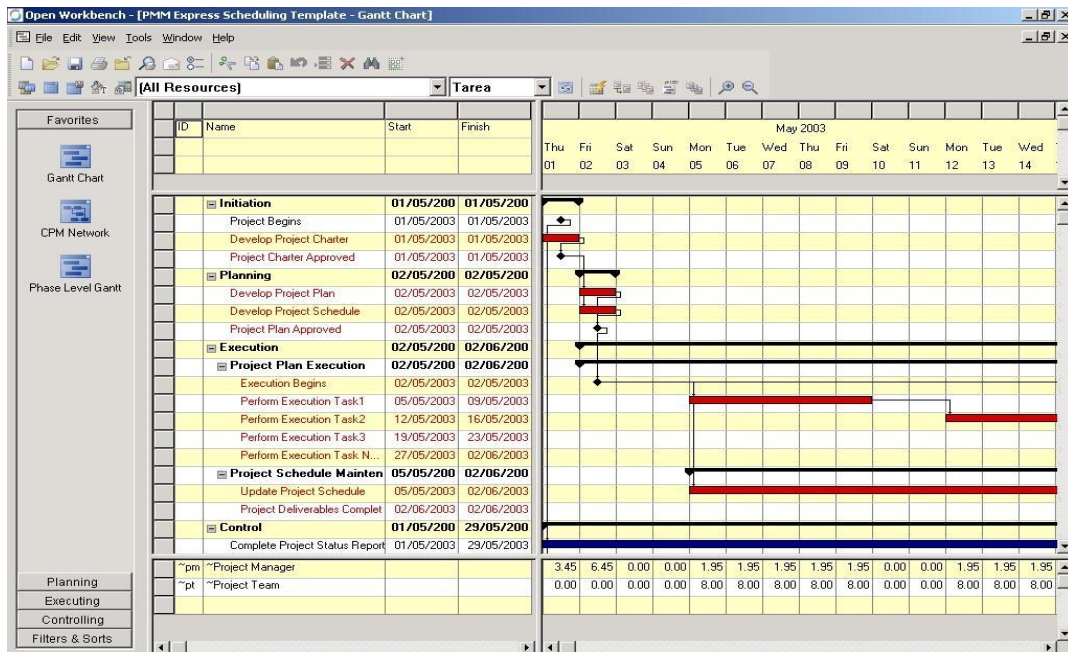 Open Workbench - [PMM Express Scheduling Template - Gantt Chart]
File Edit View Tools Window Help
(All Resources) Tarea
Favorites
Gantt Chart
CPM Network
Phase Level Gantt
Planning
Executing
Controlling
Filters & Sorts
ID Name Start Finish
May 2003
Thu Fri Sat Sun Mon Tue Wed Thu Fri Sat Sun Mon Tue Wed
01 02 03 04 05 06 07 08 09 10 11 12 13 14
Initiation 01/05/200 01/05/200
Project Begins 01/05/2003 01/05/2003
Develop Project Charter 01/05/2003 01/05/2003
Project Charter Approved 01/05/2003 01/05/2003
Planning 02/05/200 02/05/200
Develop Project Plan 02/05/2003 02/05/2003
Develop Project Schedule 02/05/2003 02/05/2003
Project Plan Approved 02/05/2003 02/05/2003
Execution 02/05/200 02/06/200
Project Plan Execution 02/05/200 02/06/200
Execution Begins 02/05/2003 02/05/2003
Perform Execution Task1 05/05/2003 09/05/2003
Perform Execution Task2 12/05/2003 16/05/2003
Perform Execution Task3 19/05/2003 23/05/2003
Perform Execution Task N... 27/05/2003 02/06/2003
Project Schedule Mainten 05/05/200 02/06/200
Update Project Schedule 05/05/2003 02/06/2003
Project Deliverables Complet 02/06/2003 02/06/2003
Control 01/05/200 29/05/200
Complete Project Status Report 01/05/2003 29/05/2003
~pm ~Project Manager 3.45 6.45 0.00 0.00 1.95 1.95 1.95 1.95 1.95 0.00 0.00 1.95 1.95 1.95
~pt ~Project Team 0.00 0.00 0.00 0.00 8.00 8.00 8.00 8.00 8.00 0.00 0.00 8.00 8.00 8.00